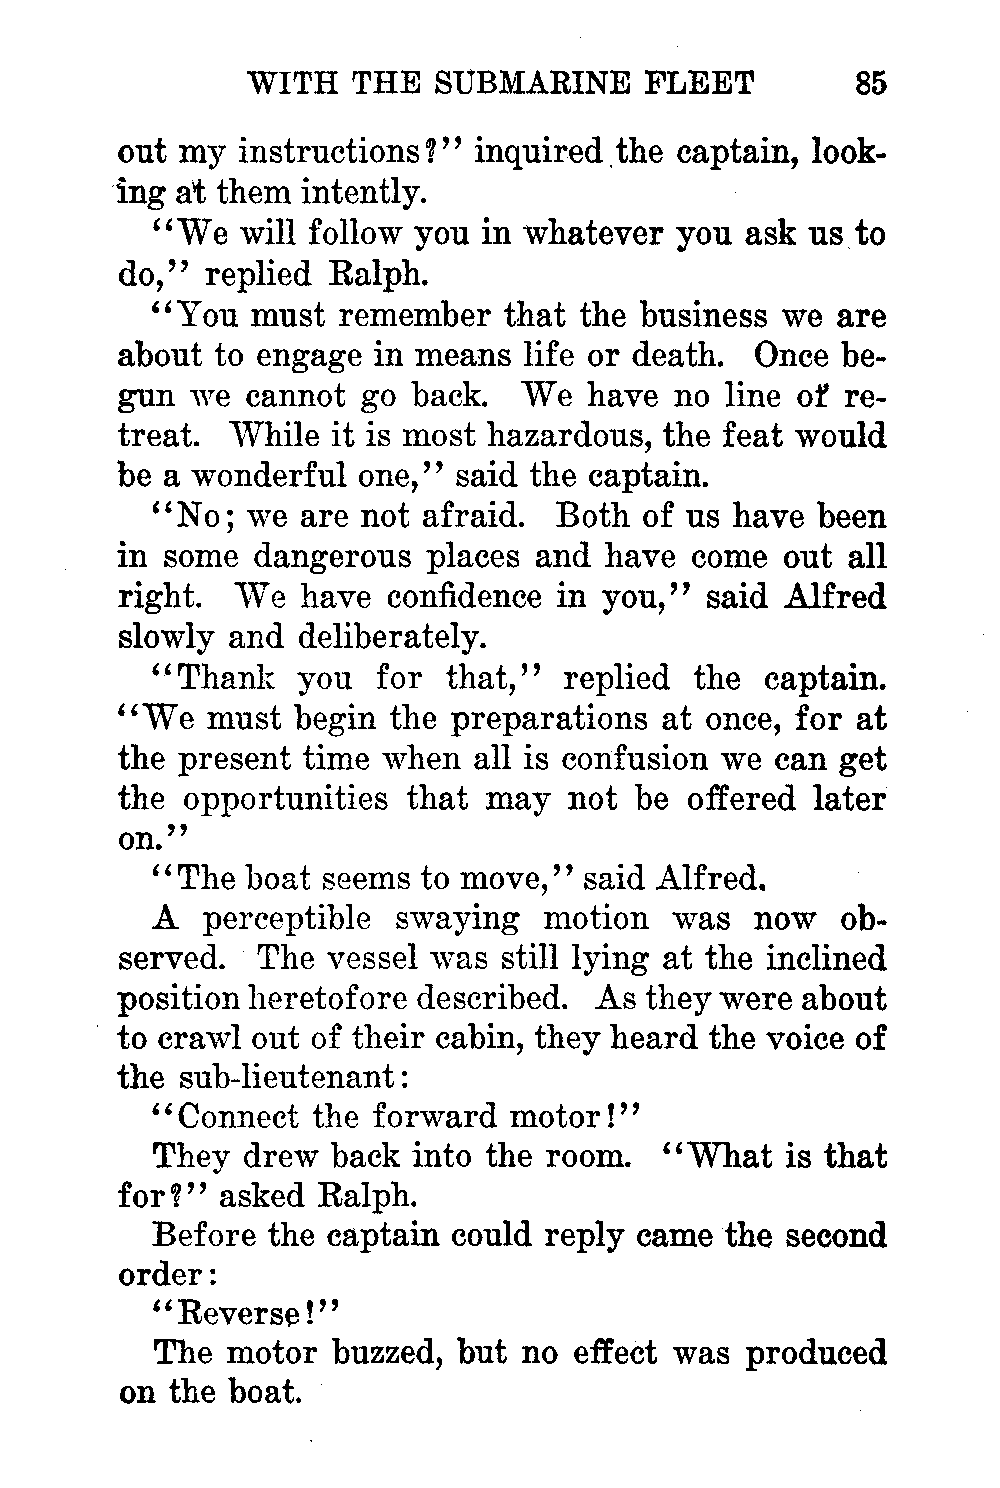 WITH THE SUBMARINE FLEET 85
out my instructions?" inquired the captain, look-
ing at them intently.
"We will follow you in whatever you ask us to
do," replied Ralph.
"You must remember that the business we are
about to engage in means life or death. Once be-
gun we cannot go back. We have no line of re-
treat. While it is most hazardous, the feat would
be a wonderful one," said the captain.
"No; we are not afraid. Both of us have been
in some dangerous places and have come out all
right. We have confidence in you," said Alfred
slowly and deliberately.
"Thank you for that," replied the captain.
"We must begin the preparations at once, for at
the present time when all is confusion we can get
the opportunities that may not be offered later
on."
"The boat seems to move," said Alfred.
A perceptible swaying motion was now ob-
served. The vessel was still lying at the inclined
position heretofore described. As they were about
to crawl out of their cabin, they heard the voice of
the sub-lieutenant:
"Connect the forward motor!"
They drew back into the room. "What is that
for?" asked Ralph.
Before the captain could reply came the second
order:
"Reverse!"
The motor buzzed, but no effect was produced
on the boat.